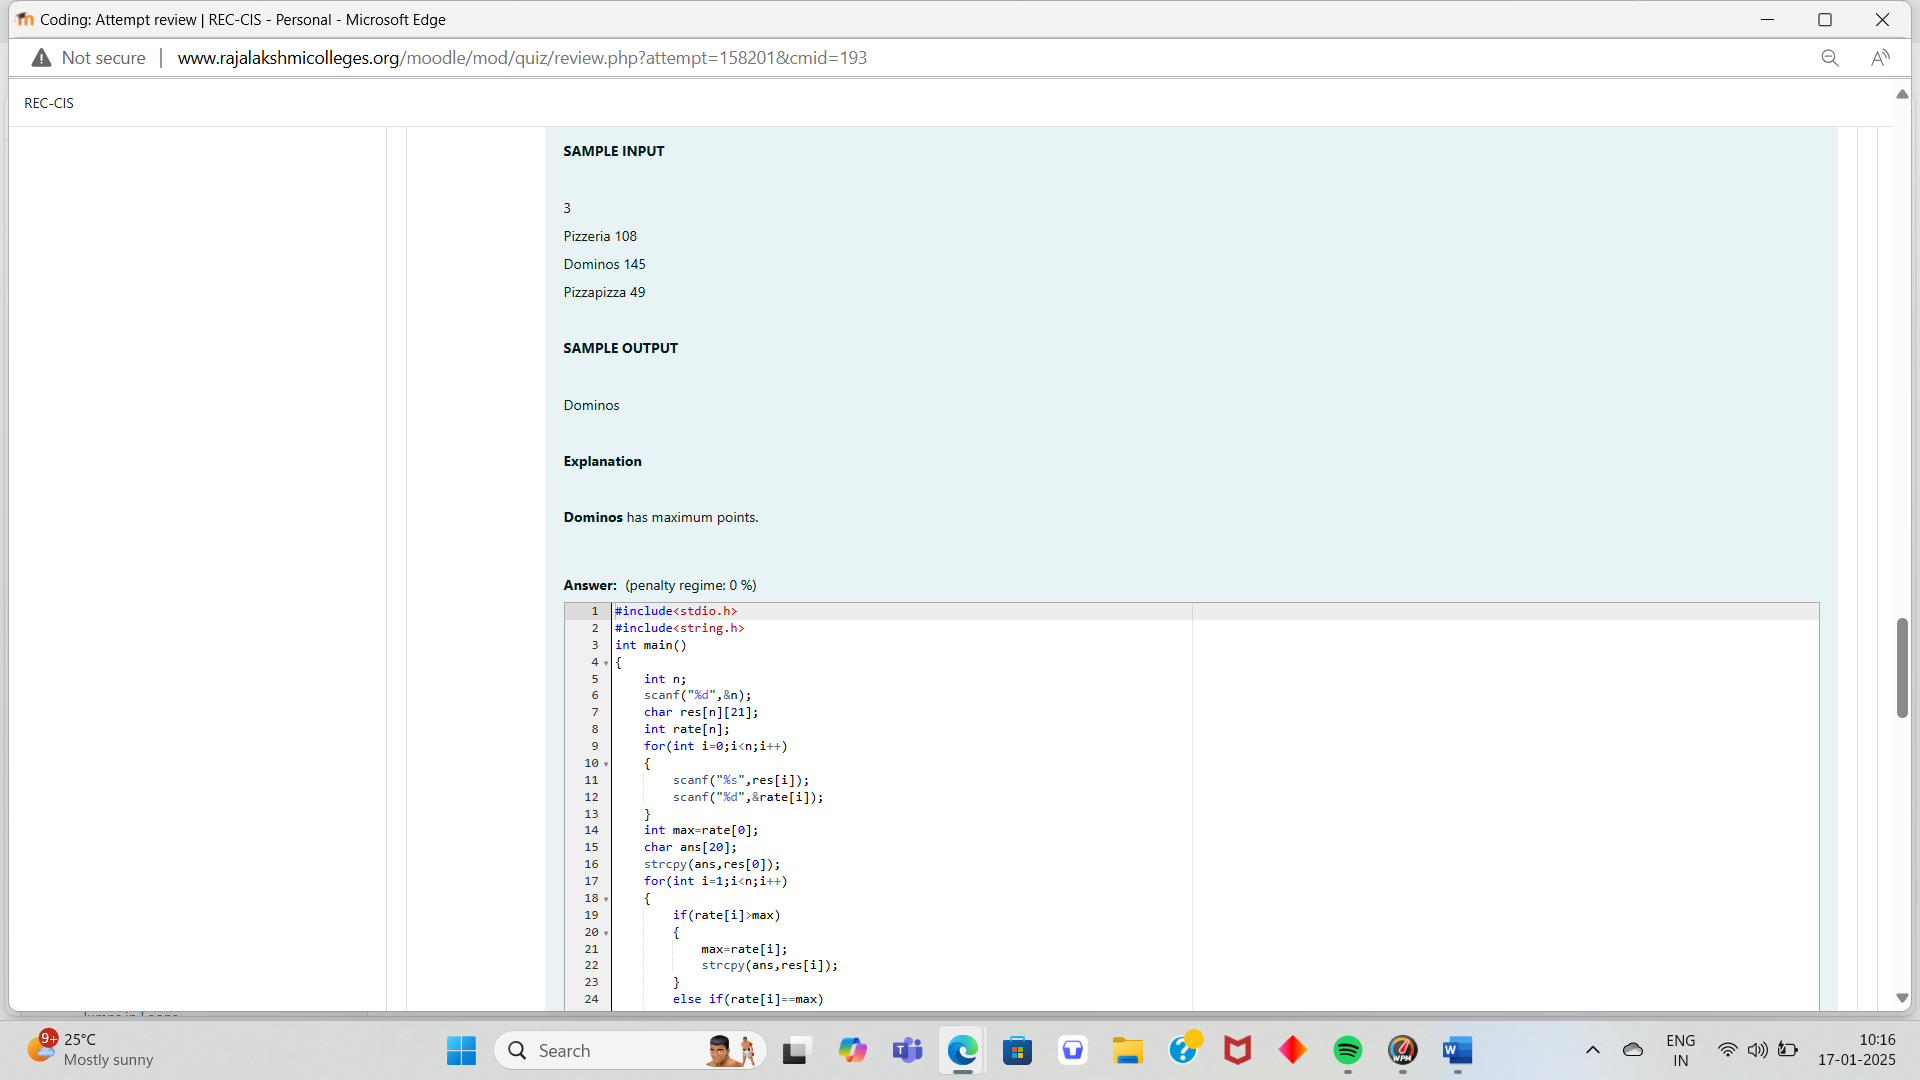 Coding: Attempt review | REC-CIS - Personal - Microsoft Edge
Not secure | www.rajalakshmicolleges.org/moodle/mod/quiz/review.php?attempt=158201&cmid=193
REC-CIS
SAMPLE INPUT
3
Pizzeria 108
Dominos 145
Pizzapizza 49
SAMPLE OUTPUT
Dominos
Explanation
Dominos has maximum points.
Answer: (penalty regime: 0 %)
1 #include<stdio.h>
2 #include<string.h>
3 int main()
4 {
5 int n;
6 scanf("%d",&n);
7 char res[n][21];
8 int rate[n];
9 for(int i=0;i<n;i++)
10 {
11 scanf("%s",res[i]);
12 scanf("%d",&rate[i]);
13 }
14 int max=rate[0];
15 char ans[20];
16 strcpy(ans,res[0]);
17 for(int i=1;i<n;i++)
18 {
19 if(rate[i]>max)
20 {
21 max=rate[i];
22 strcpy(ans,res[i]);
23 }
24 else if(rate[i]==max)
9+ 25°C
Mostly sunny
Search
WPM
ENG
IN
10:16
17-01-2025